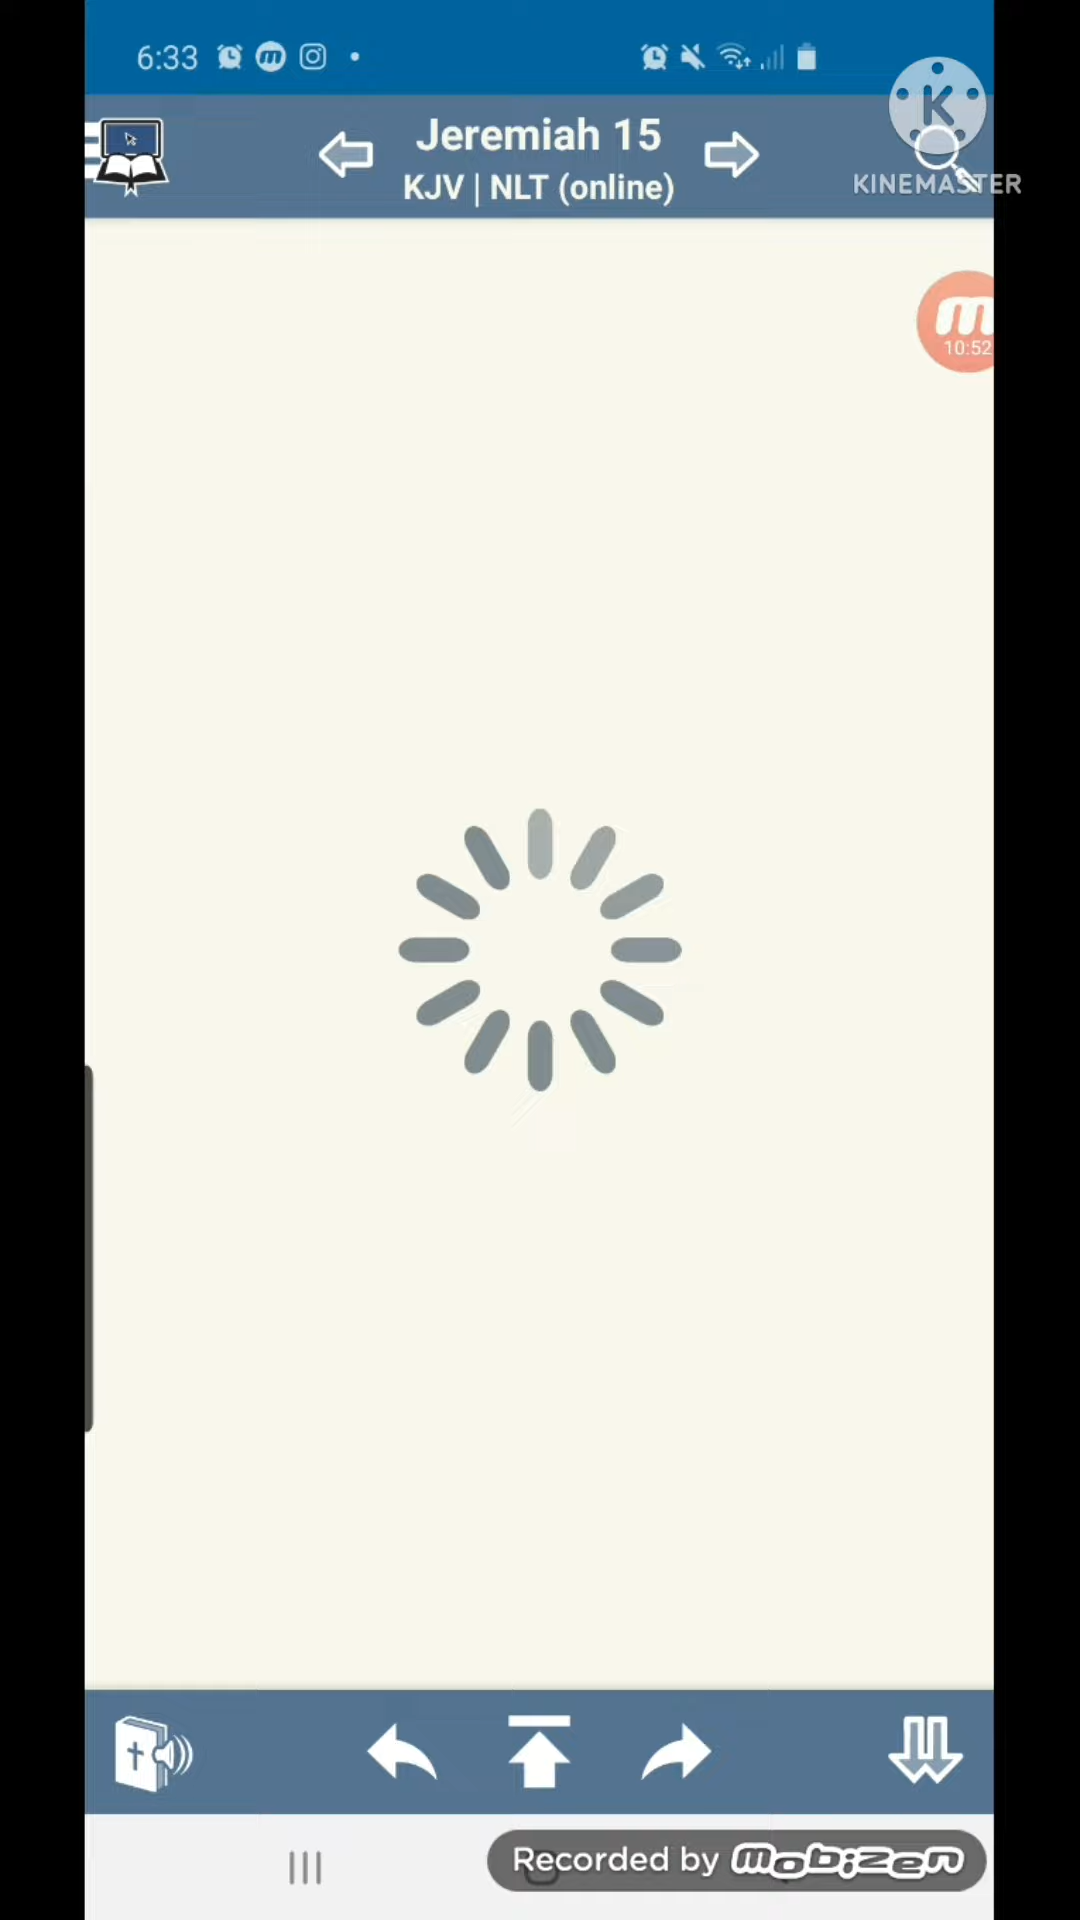 6:33
Jeremiah 15
KJV | NLT (online)
K
KINEMASTER
m
10:52
Recorded by mobizen